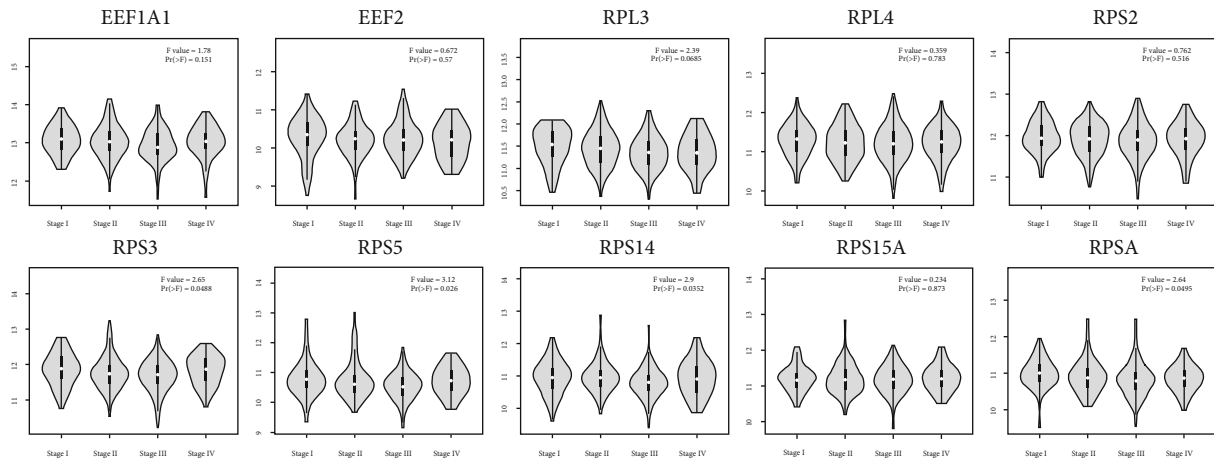 EEF1A1
F value = 1.78
Pr(>F) = 0.151
15
14
13
12
Stage I Stage II Stage III Stage IV
EEF2
F value = 0.672
Pr(>F) = 0.57
12
11
10
9
Stage I Stage II Stage III Stage IV
RPL3
F value = 2.39
Pr(>F) = 0.0685
13.5
13.0
12.5
12.0
11.5
11.0
10.5
Stage I Stage II Stage III Stage IV
RPL4
F value = 0.359
Pr(>F) = 0.783
13
12
11
10
Stage I Stage II Stage III Stage IV
RPS2
F value = 0.762
Pr(>F) = 0.516
14
13
12
11
Stage I Stage II Stage III Stage IV
RPS3
F value = 2.65
Pr(>F) = 0.0488
14
13
12
11
Stage I Stage II Stage III Stage IV
RPS5
F value = 3.12
Pr(>F) = 0.026
14
13
12
11
10
9
Stage I Stage II Stage III Stage IV
RPS14
F value = 2.9
Pr(>F) = 0.0352
14
13
12
11
10
Stage I Stage II Stage III Stage IV
RPS15A
F value = 0.234
Pr(>F) = 0.873
14
13
12
11
10
Stage I Stage II Stage III Stage IV
RPSA
F value = 2.64
Pr(>F) = 0.0495
13
12
11
10
Stage I Stage II Stage III Stage IV